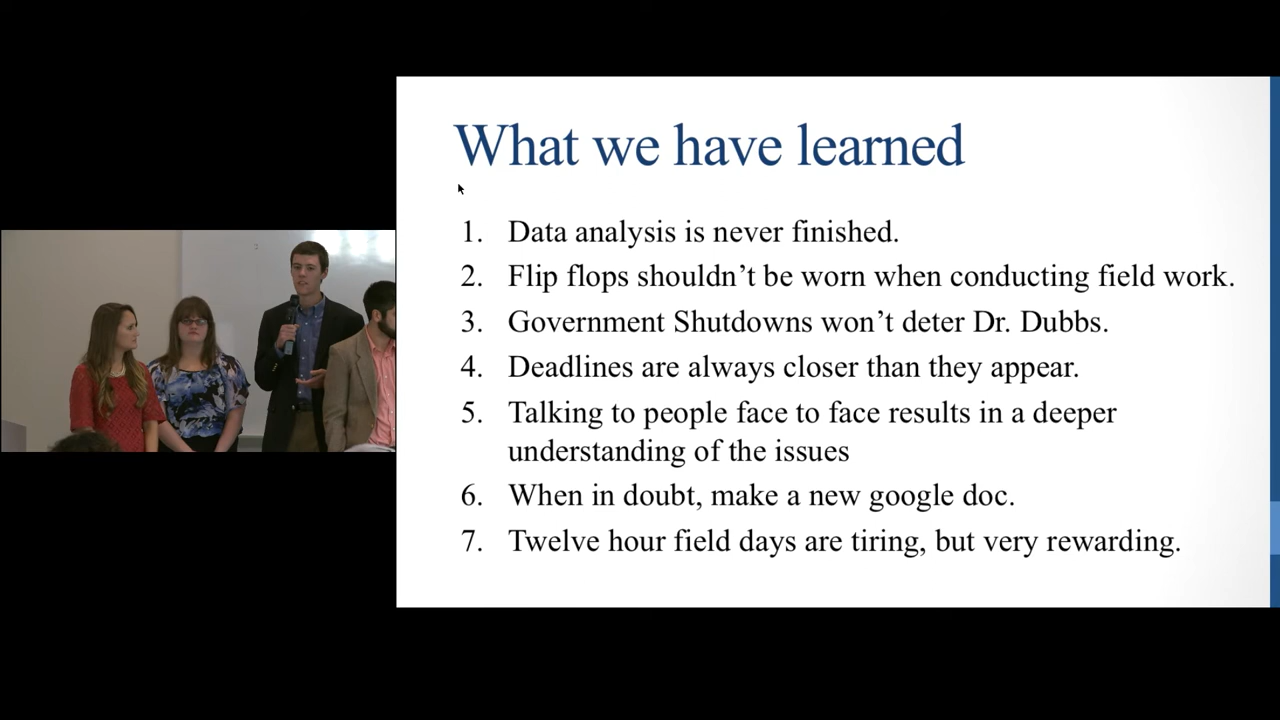 What we have learned
1. Data analysis is never finished.
2. Flip flops shouldn’t be worn when conducting field work.
3. Government Shutdowns won’t deter Dr. Dubbs.
4. Deadlines are always closer than they appear.
5. Talking to people face to face results in a deeper
understanding of the issues
6. When in doubt, make a new google doc.
7. Twelve hour field days are tiring, but very rewarding.